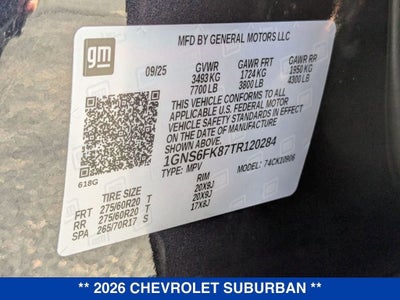 gm
MFD BY GENERAL MOTORS LLC
09/25 GVWR GAWR FRT GAWR RR
3493 KG 1724 KG 1950 KG
7700 LB 3800 LB 4300 LB
THIS VEHICLE CONFORMS TO ALL APPLICABLE
U.S. FEDERAL MOTOR VEHICLE SAFETY
STANDARDS IN EFFECT ON THE DATE OF
MANUFACTURE SHOWN ABOVE.
1GNS6FK87TR120284
TYPE: MPV MODEL: 74CK10906
618G
TIRE SIZE RIM
FRT 275/60R20 T 20X9J
RR 275/60R20 T 20X9J
SPA 265/70R17 S 17X8J
** 2026 CHEVROLET SUBURBAN **